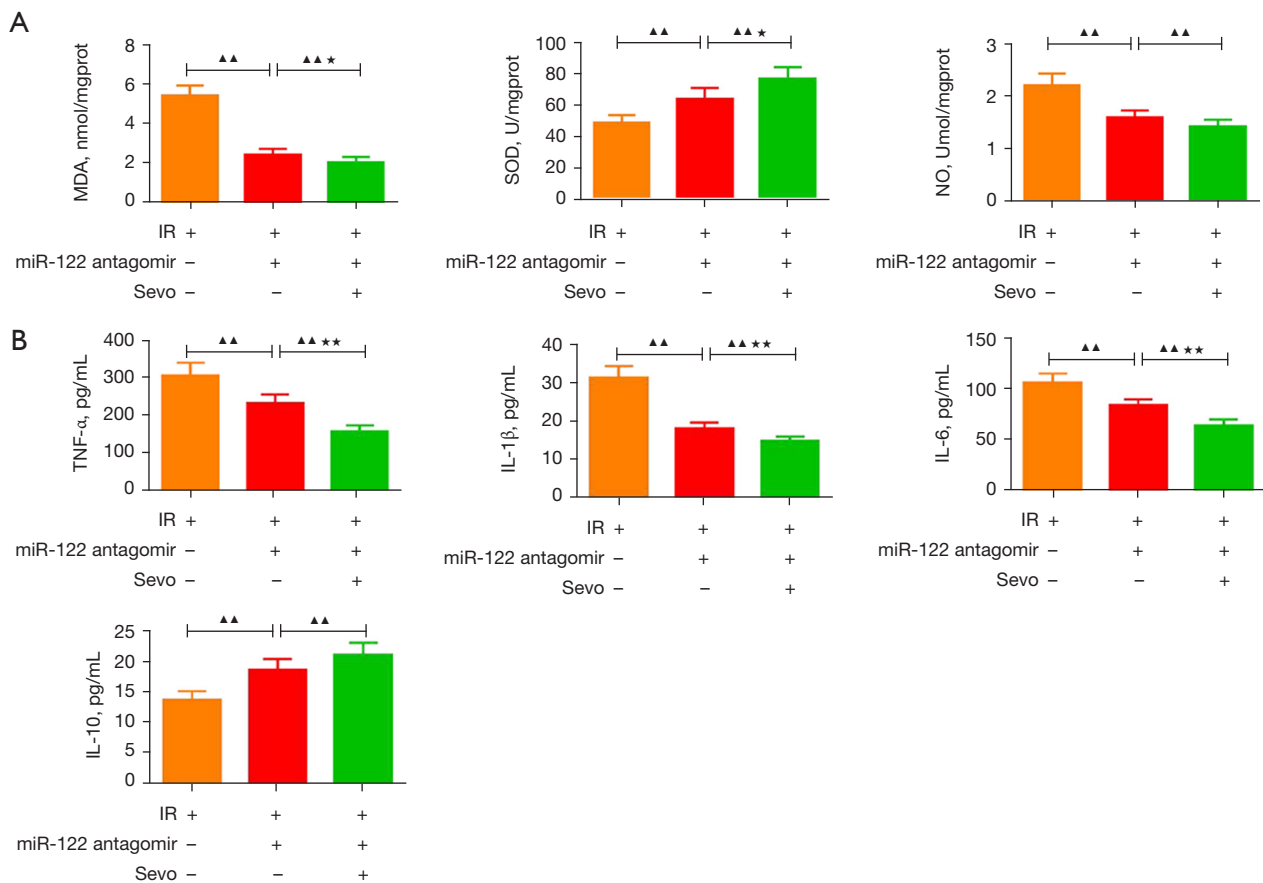 A
MDA, nmol/mgprot
8
6
4
2
0
▲▲
▲▲★
IR + + +
miR-122 antagomir − + +
Sevo − − +
SOD, U/mgprot
100
80
60
40
20
0
▲▲
▲▲★
IR + + +
miR-122 antagomir − + +
Sevo − − +
NO, Umol/mgprot
3
2
1
0
▲▲
▲▲
IR + + +
miR-122 antagomir − + +
Sevo − − +
B
TNF-α, pg/mL
400
300
200
100
0
▲▲
▲▲★★
IR + + +
miR-122 antagomir − + +
Sevo − − +
IL-1β, pg/mL
40
30
20
10
0
▲▲
▲▲★★
IR + + +
miR-122 antagomir − + +
Sevo − − +
IL-6, pg/mL
150
100
50
0
▲▲
▲▲★★
IR + + +
miR-122 antagomir − + +
Sevo − − +
IL-10, pg/mL
25
20
15
10
5
0
▲▲
▲▲
IR + + +
miR-122 antagomir − + +
Sevo − − +